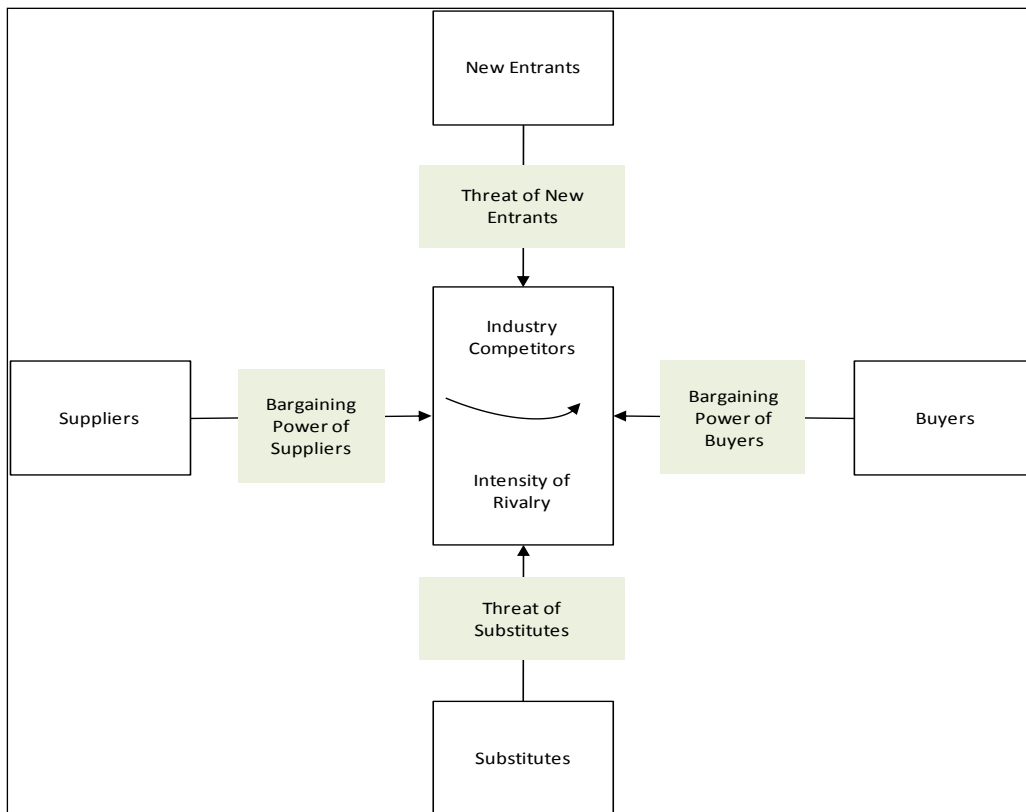 New Entrants
Threat of New
Entrants
Industry
Competitors
Suppliers
Bargaining
Power of
Suppliers
Bargaining
Power of
Buyers
Buyers
Intensity of
Rivalry
Threat of
Substitutes
Substitutes